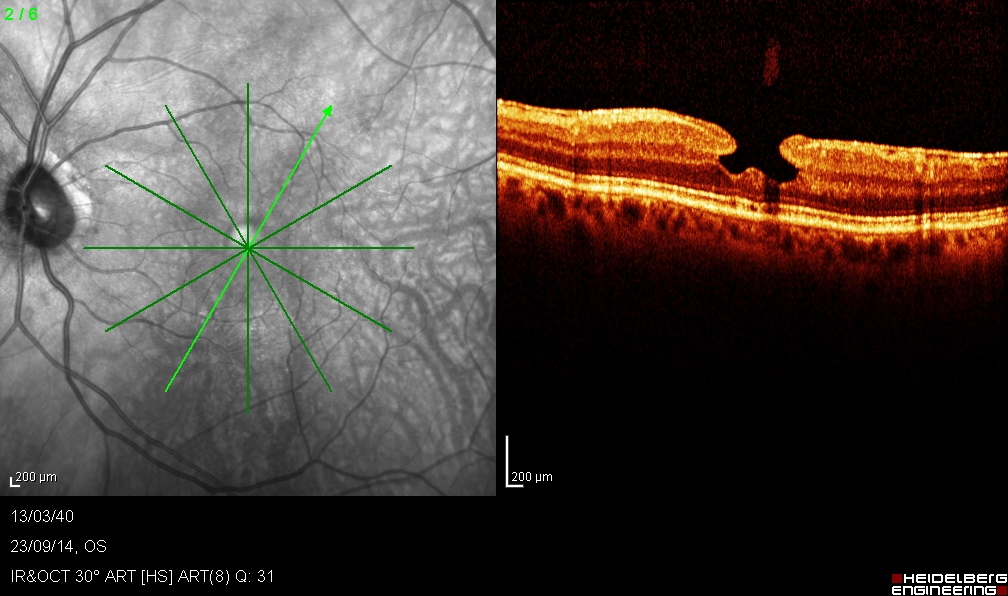 2 / 6
200 µm
200 µm
13/03/40
23/09/14, OS
IR&OCT 30° ART [HS] ART(8) Q: 31
HEIDELBERG
ENGINEERING